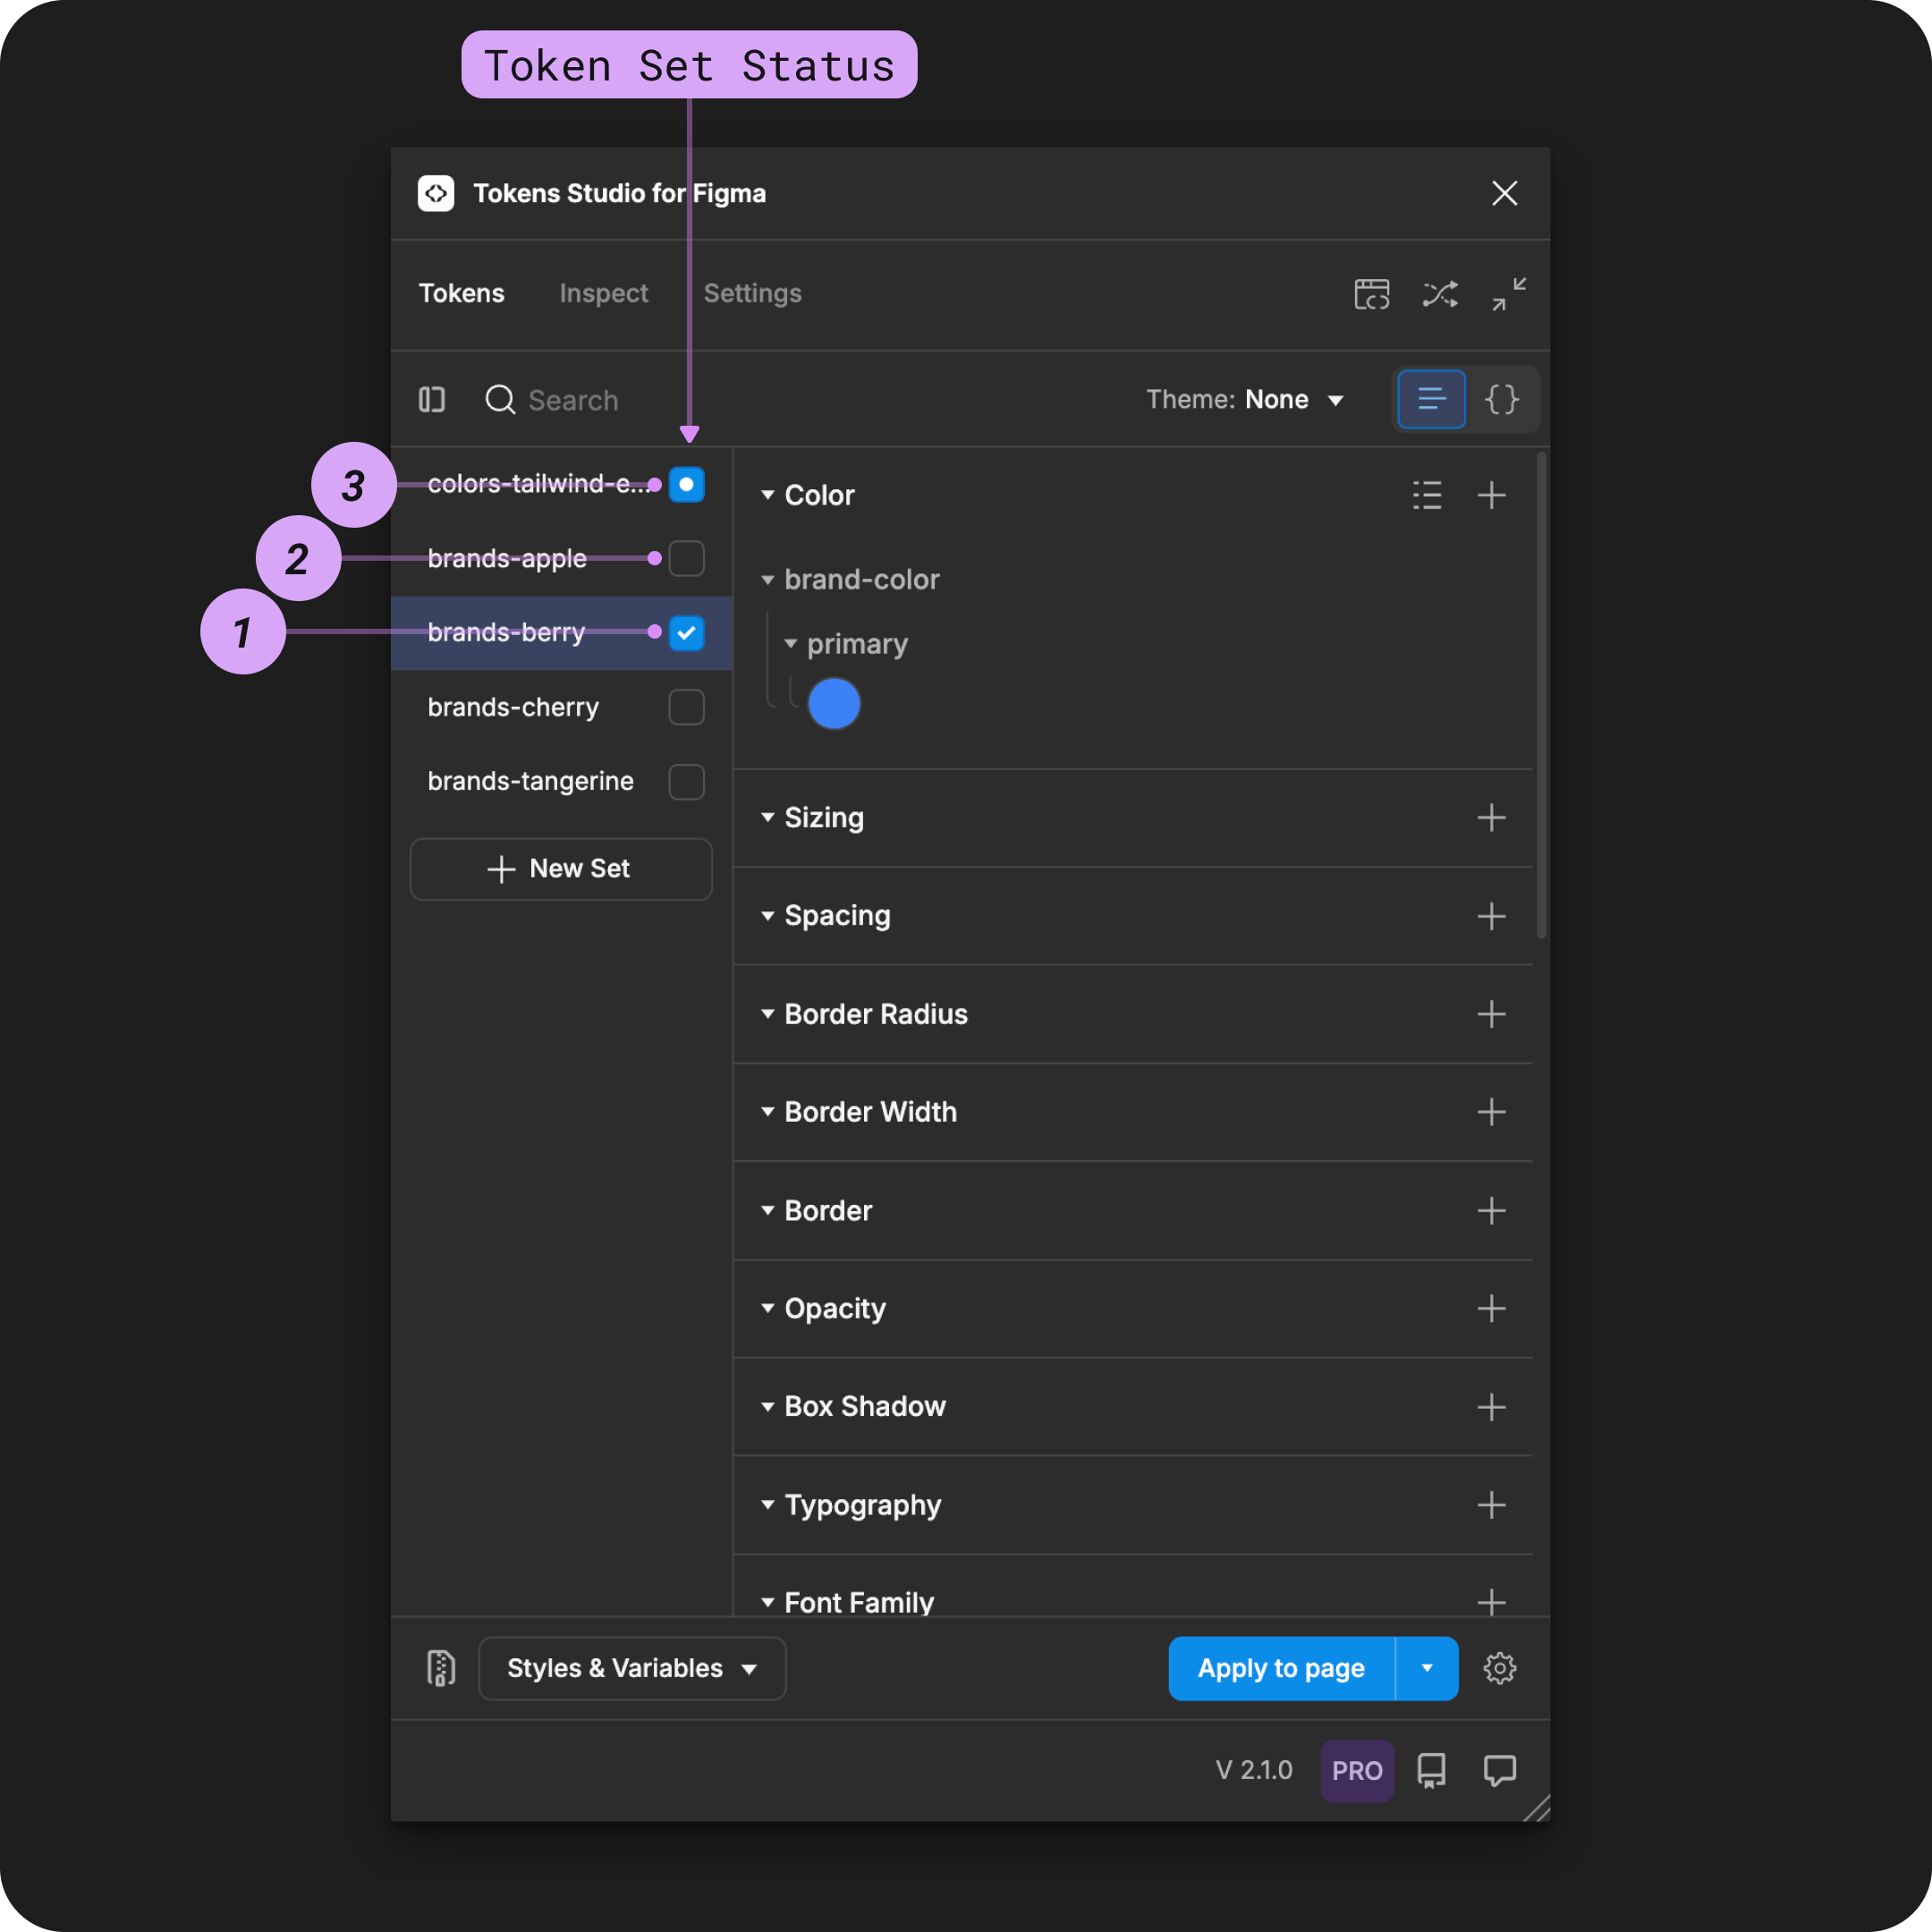 Token Set Status
Tokens Studio for Figma
Tokens Inspect Settings
Search
Theme: None
3 colors-tailwind-e...
2 brands-apple
1 brands-berry
brands-cherry
brands-tangerine
New Set
Color
brand-color
primary
Sizing
Spacing
Border Radius
Border Width
Border
Opacity
Box Shadow
Typography
Font Family
Styles & Variables
Apply to page
V 2.1.0 PRO